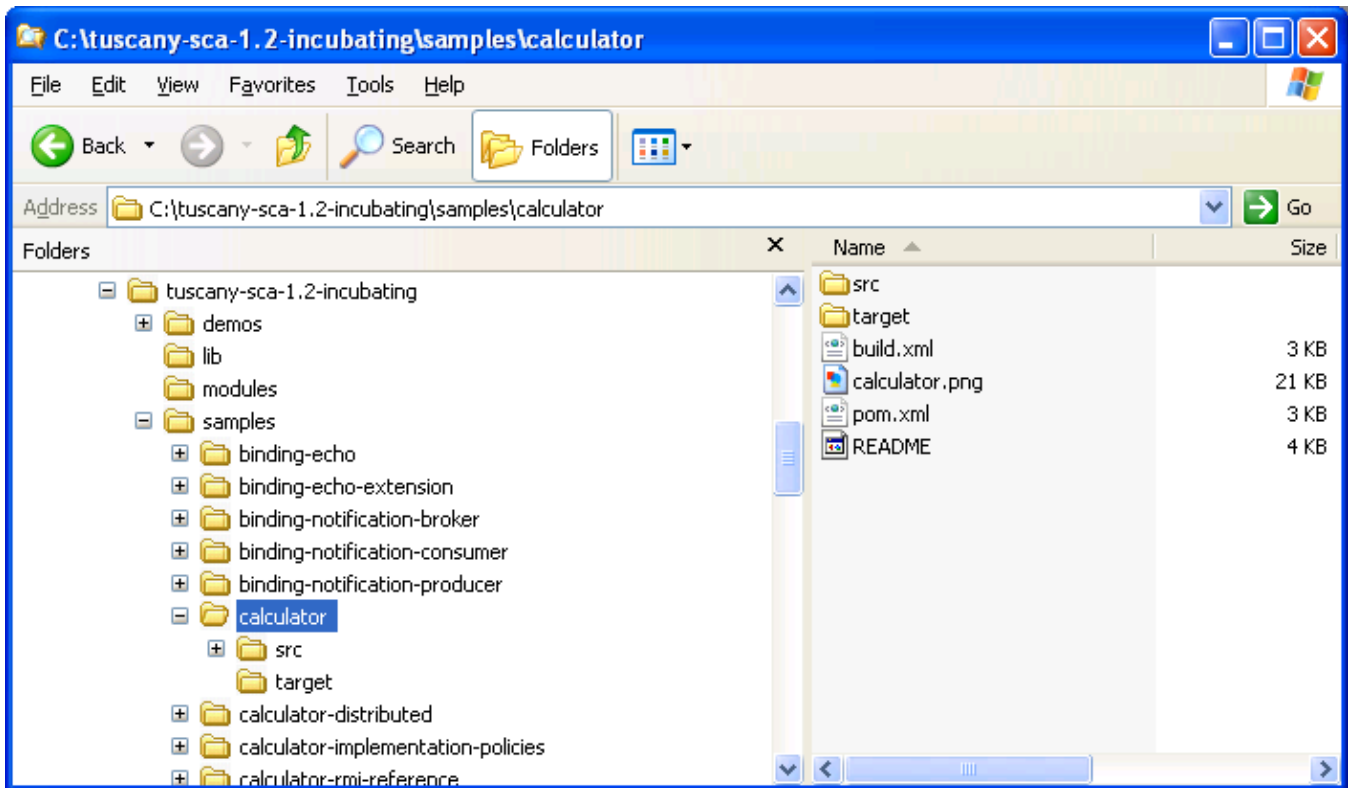 C:\tuscany-sca-1.2-incubating\samples\calculator
File Edit View Favorites Tools Help
Back Search Folders
Address C:\tuscany-sca-1.2-incubating\samples\calculator Go
Folders
tuscany-sca-1.2-incubating
demos
lib
modules
samples
binding-echo
binding-echo-extension
binding-notification-broker
binding-notification-consumer
binding-notification-producer
calculator
src
target
calculator-distributed
calculator-implementation-policies
calculator-rmi-reference
Name Size
src
target
build.xml 3 KB
calculator.png 21 KB
pom.xml 3 KB
README 4 KB